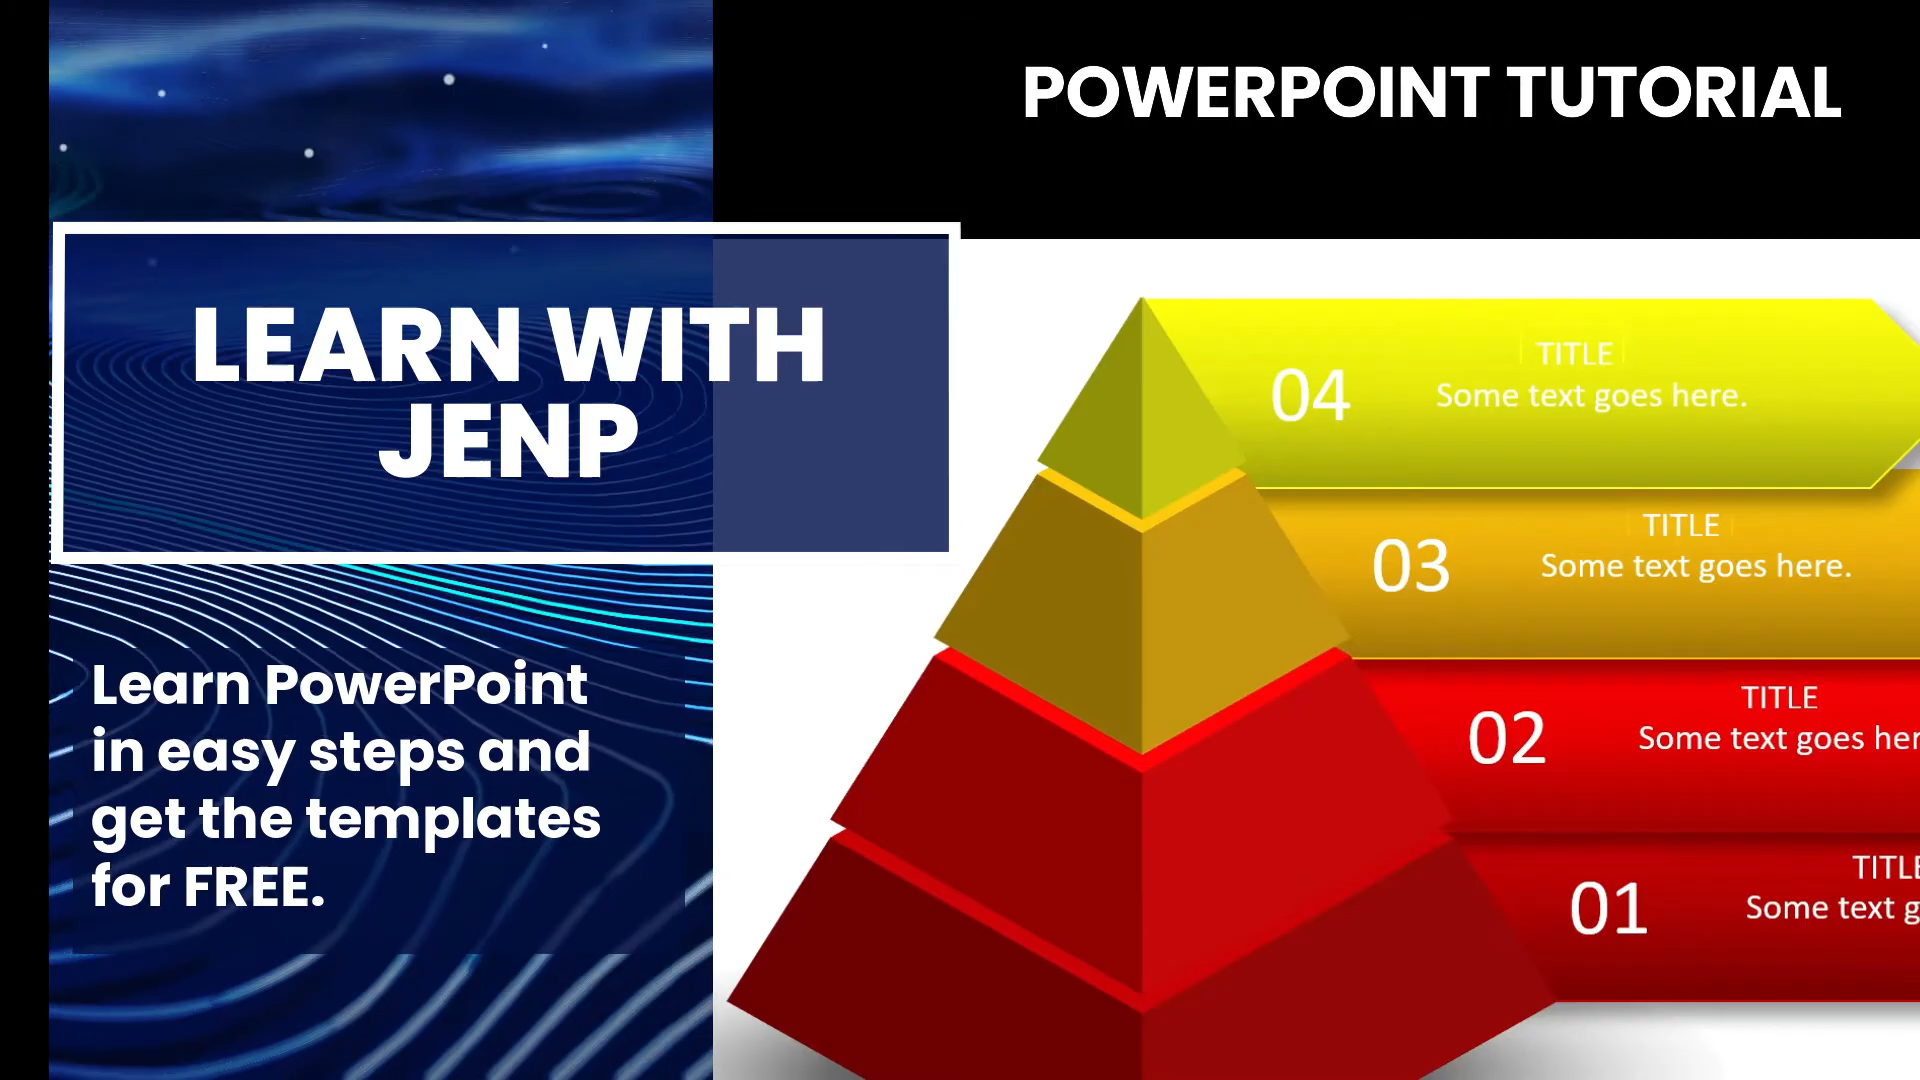 POWERPOINT TUTORIAL
LEARN WITH
JENP
Learn PowerPoint
in easy steps and
get the templates
for FREE.
04
TITLE
Some text goes here.
03
TITLE
Some text goes here.
02
TITLE
Some text goes her
01
TITLE
Some text g